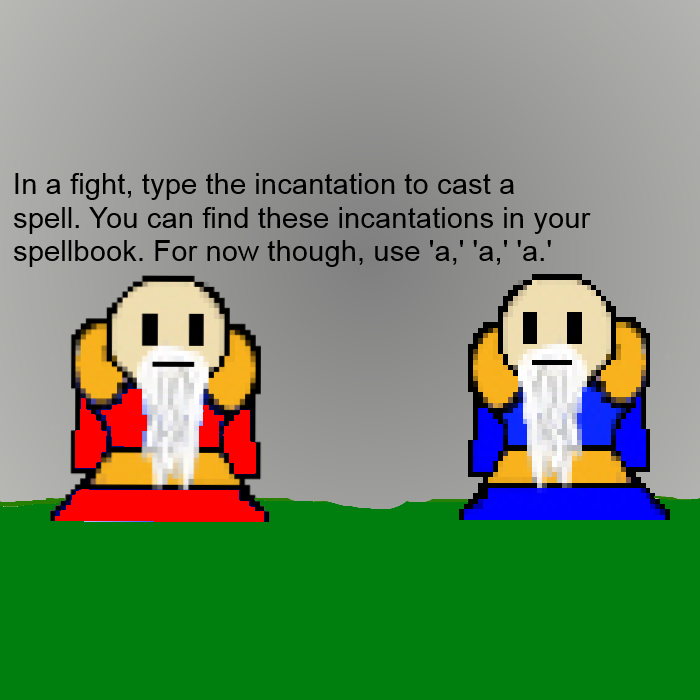 In a fight, type the incantation to cast a
spell. You can find these incantations in your
spellbook. For now though, use 'a,' 'a,' 'a.'